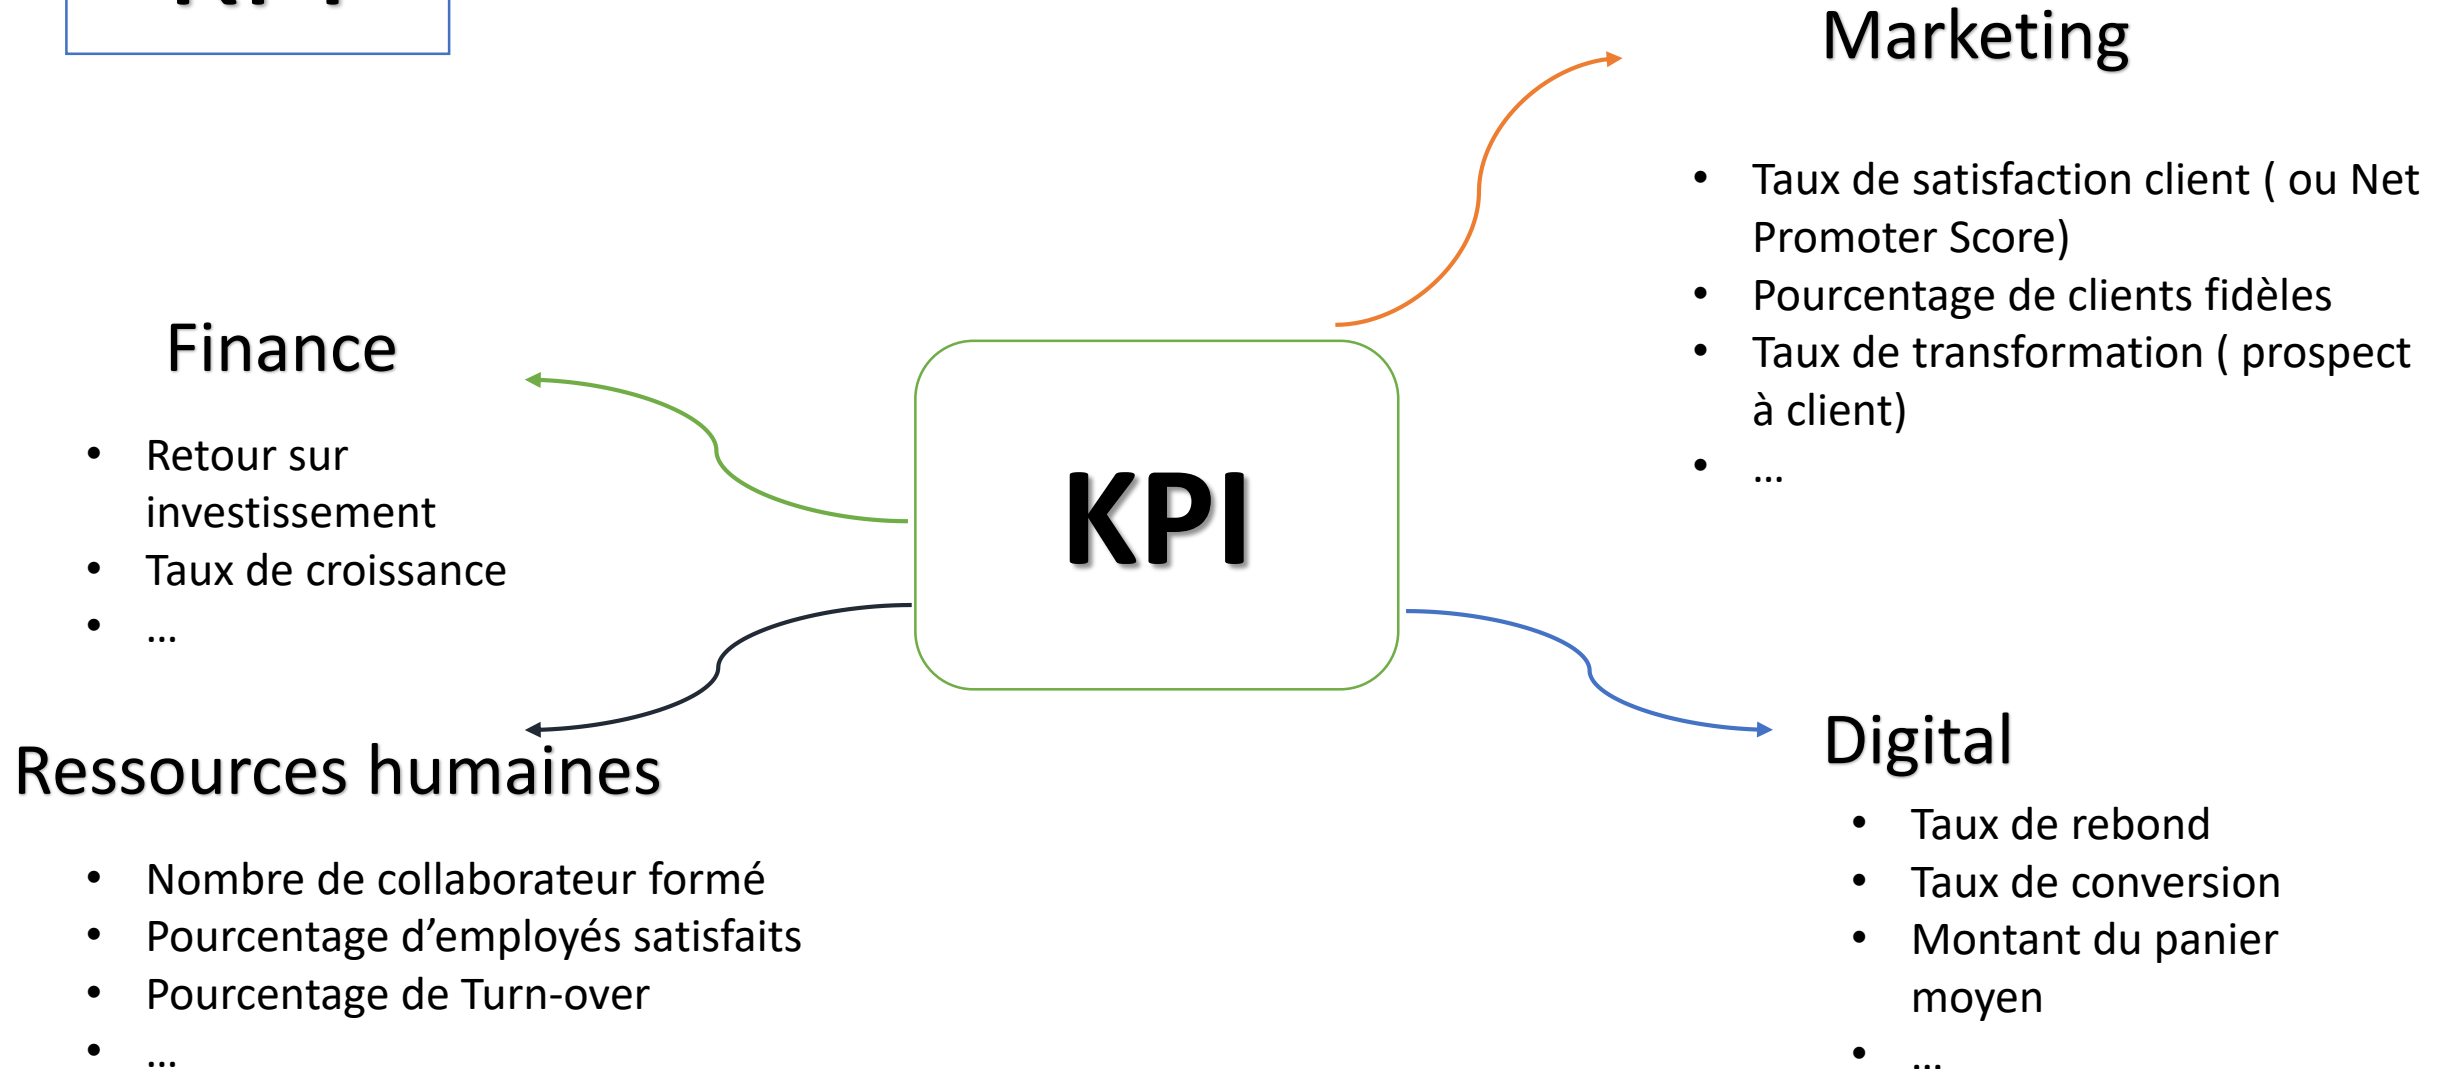 KPI
Marketing
• Taux de satisfaction client ( ou Net
Promoter Score)
• Pourcentage de clients fidèles
• Taux de transformation ( prospect
à client)
• ...
Finance
• Retour sur
investissement
• Taux de croissance
• ...
KPI
Ressources humaines
• Nombre de collaborateur formé
• Pourcentage d’employés satisfaits
• Pourcentage de Turn-over
• ...
Digital
• Taux de rebond
• Taux de conversion
• Montant du panier
moyen
• ...